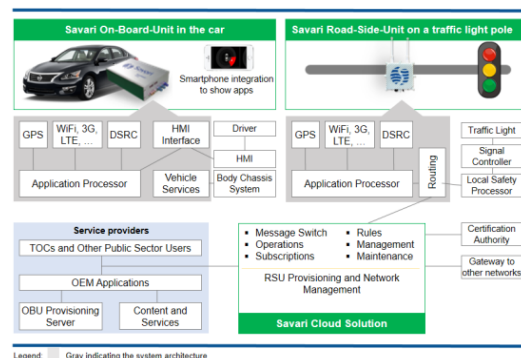 Savari On-Board-Unit in the car
Smartphone integration
to show apps
GPS
WiFi, 3G,
LTE, ...
DSRC
HMI
Interface
Driver
HMI
Application Processor
Vehicle
Services
Body Chassis
System
Savari Road-Side-Unit on a traffic light pole
GPS
WiFi, 3G,
LTE, ...
DSRC
Routing
Traffic Light
Signal
Controller
Local Safety
Processor
Application Processor
Service providers
TOCs and Other Public Sector Users
OEM Applications
OBU Provisioning
Server
Content and
Services
▪ Message Switch
▪ Operations
▪ Subscriptions
▪ Rules
▪ Management
▪ Maintenance
RSU Provisioning and Network
Management
Savari Cloud Solution
Certification
Authority
Gateway to
other networks
Legend: Gray indicating the system architecture